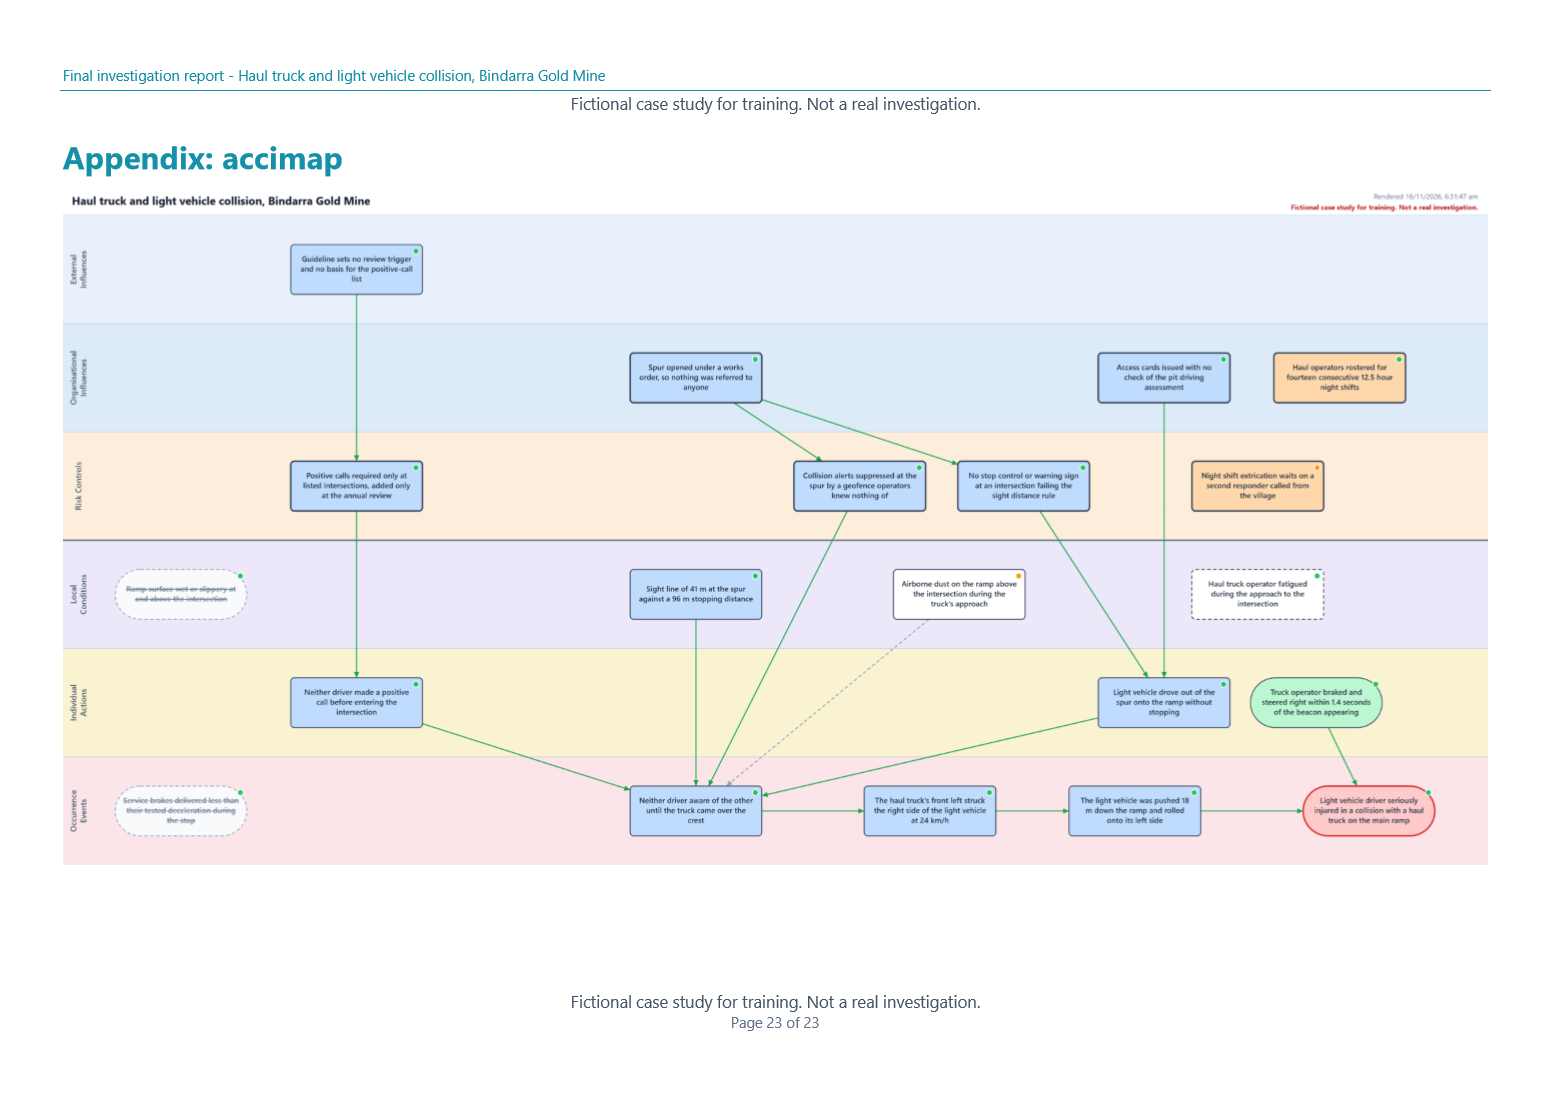 Final investigation report - Haul truck and light vehicle collision, Bindarra Gold Mine
Fictional case study for training. Not a real investigation.
Appendix: accimap
Haul truck and light vehicle collision, Bindarra Gold Mine
Rendered 16/11/2026, 6:31:47 am
Fictional case study for training. Not a real investigation.
External
Influences
Guideline sets no review trigger
and no basis for the positive-call
list
Organisational
Influences
Spur opened under a works
order, so nothing was referred to
anyone
Access cards issued with no
check of the pit driving
assessment
Haul operators rostered for
fourteen consecutive 12.5 hour
night shifts
Risk Controls
Positive calls required only at
listed intersections, added only
at the annual review
Collision alerts suppressed at the
spur by a geofence operators
knew nothing of
No stop control or warning sign
at an intersection failing the
sight distance rule
Night shift extrication waits on a
second responder called from
the village
Local
Conditions
Ramp surface wet or slippery at
and above the intersection
Sight line of 41 m at the spur
against a 96 m stopping distance
Airborne dust on the ramp above
the intersection during the
truck's approach
Haul truck operator fatigued
during the approach to the
intersection
Individual
Actions
Neither driver made a positive
call before entering the
intersection
Light vehicle drove out of the
spur onto the ramp without
stopping
Truck operator braked and
steered right within 1.4 seconds
of the beacon appearing
Occurrence
Events
Service brakes delivered less than
their tested deceleration during
the stop
Neither driver aware of the other
until the truck came over the
crest
The haul truck's front left struck
the right side of the light vehicle
at 24 km/h
The light vehicle was pushed 18
m down the ramp and rolled
onto its left side
Light vehicle driver seriously
injured in a collision with a haul
truck on the main ramp
Fictional case study for training. Not a real investigation.
Page 23 of 23